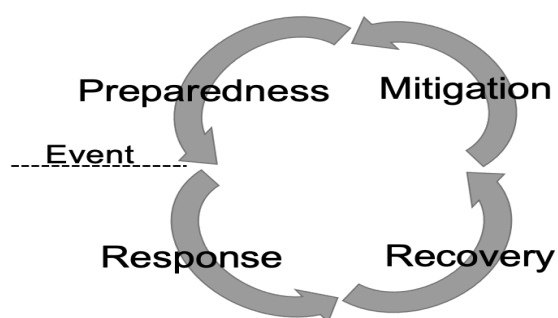 Preparedness
Mitigation
Event
Response
Recovery